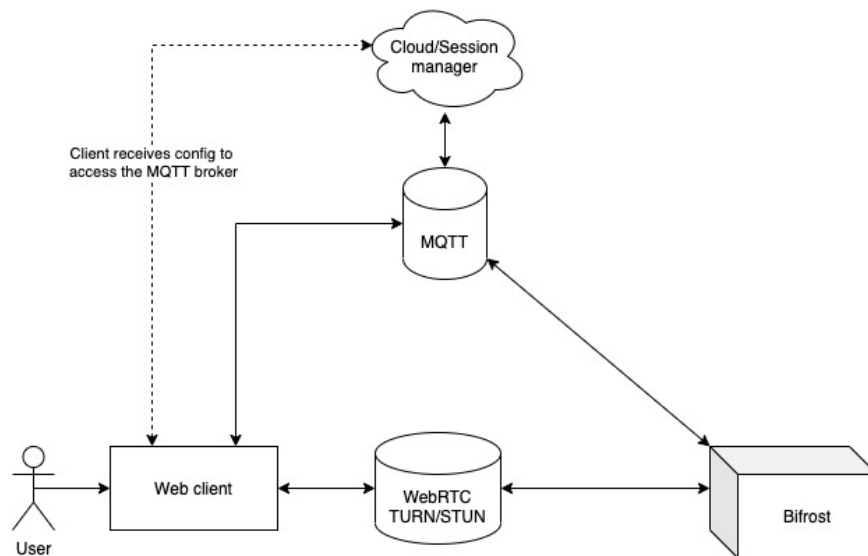 Cloud/Session
manager
Client receives config to
access the MQTT broker
MQTT
Web client
WebRTC
TURN/STUN
Bifrost
User